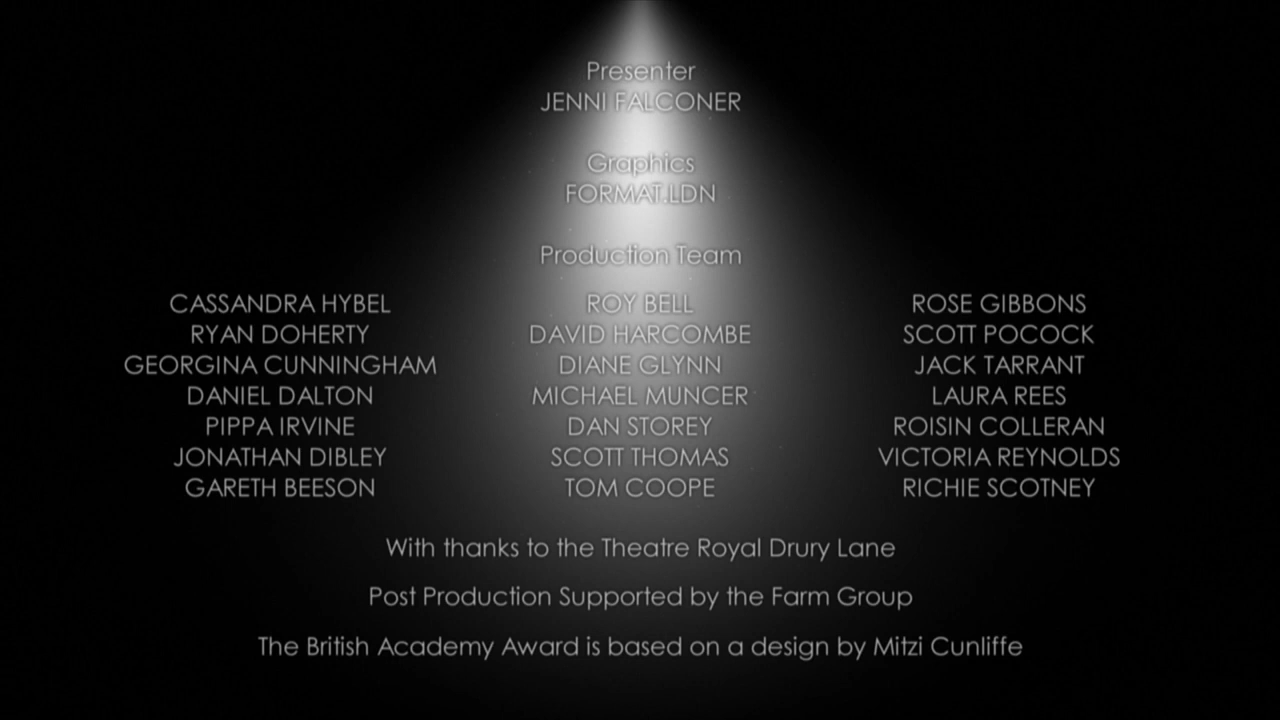 Presenter
JENNI FALCONER
Graphics
FORMAT.LDN
Production Team
CASSANDRA HYBEL ROY BELL ROSE GIBBONS
RYAN DOHERTY DAVID HARCOMBE SCOTT POCOCK
GEORGINA CUNNINGHAM DIANE GLYNN JACK TARRANT
DANIEL DALTON MICHAEL MUNCER LAURA REES
PIPPA IRVINE DAN STOREY ROISIN COLLERAN
JONATHAN DIBLEY SCOTT THOMAS VICTORIA REYNOLDS
GARETH BEESON TOM COOPE RICHIE SCOTNEY
With thanks to the Theatre Royal Drury Lane
Post Production Supported by the Farm Group
The British Academy Award is based on a design by Mitzi Cunliffe